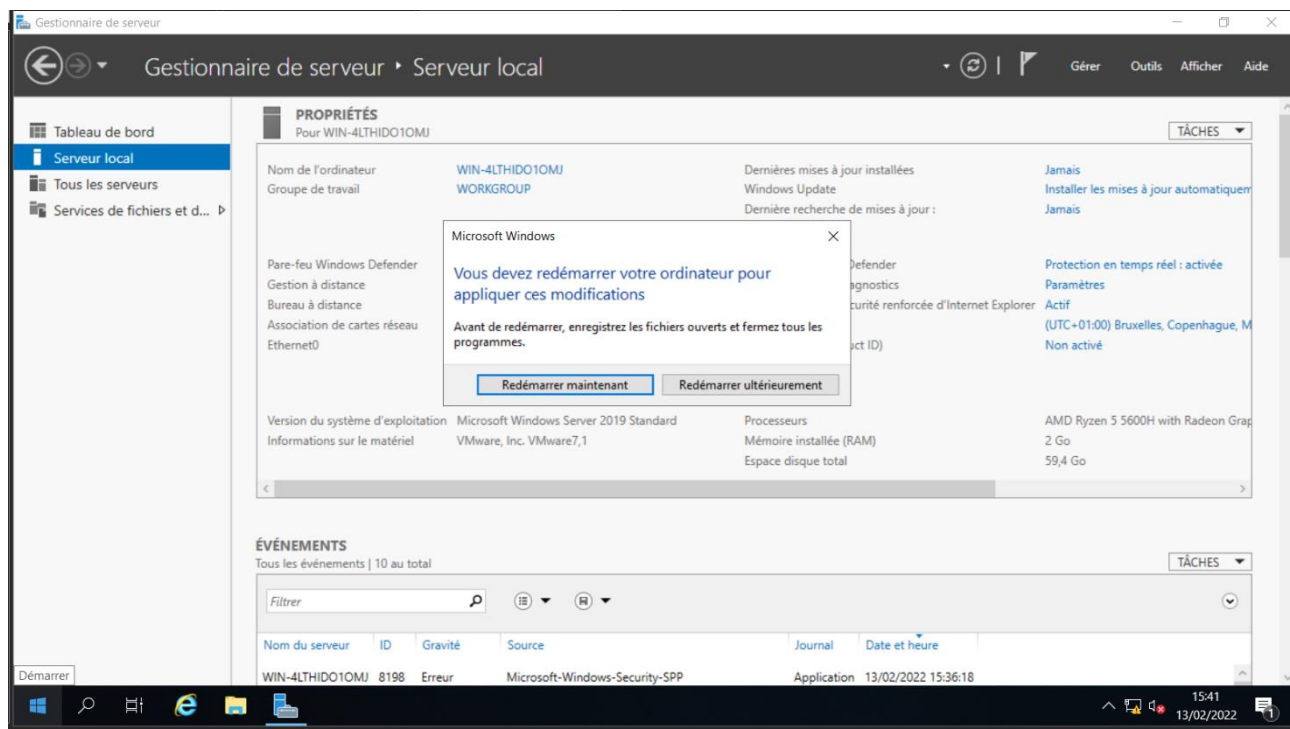 Gestionnaire de serveur
Gestionnaire de serveur • Serveur local
Gérer Outils Afficher Aide
Tableau de bord
Serveur local
Tous les serveurs
Services de fichiers et d...
PROPRIÉTÉS
Pour WIN-4LTHIDO1OMJ
TÂCHES
Nom de l'ordinateur WIN-4LTHIDO1OMJ Dernières mises à jour installées Jamais
Groupe de travail WORKGROUP Windows Update Installer les mises à jour automatiquem
Dernière recherche de mises à jour : Jamais
Microsoft Windows
Vous devez redémarrer votre ordinateur pour
appliquer ces modifications
Avant de redémarrer, enregistrez les fichiers ouverts et fermez tous les
programmes.
Redémarrer maintenant Redémarrer ultérieurement
Pare-feu Windows Defender Defender Protection en temps réel : activée
Gestion à distance agnostics Paramètres
Bureau à distance curité renforcée d'Internet Explorer Actif
Association de cartes réseau (UTC+01:00) Bruxelles, Copenhague, M
Ethernet0 uct ID) Non activé
Version du système d'exploitation Microsoft Windows Server 2019 Standard Processeurs AMD Ryzen 5 5600H with Radeon Grap
Informations sur le matériel VMware, Inc. VMware7,1 Mémoire installée (RAM) 2 Go
Espace disque total 59,4 Go
ÉVÉNEMENTS
Tous les événements | 10 au total
TÂCHES
Filtrer
Nom du serveur ID Gravité Source Journal Date et heure
WIN-4LTHIDO1OMJ 8198 Erreur Microsoft-Windows-Security-SPP Application 13/02/2022 15:36:18
Démarrer
15:41
13/02/2022
1